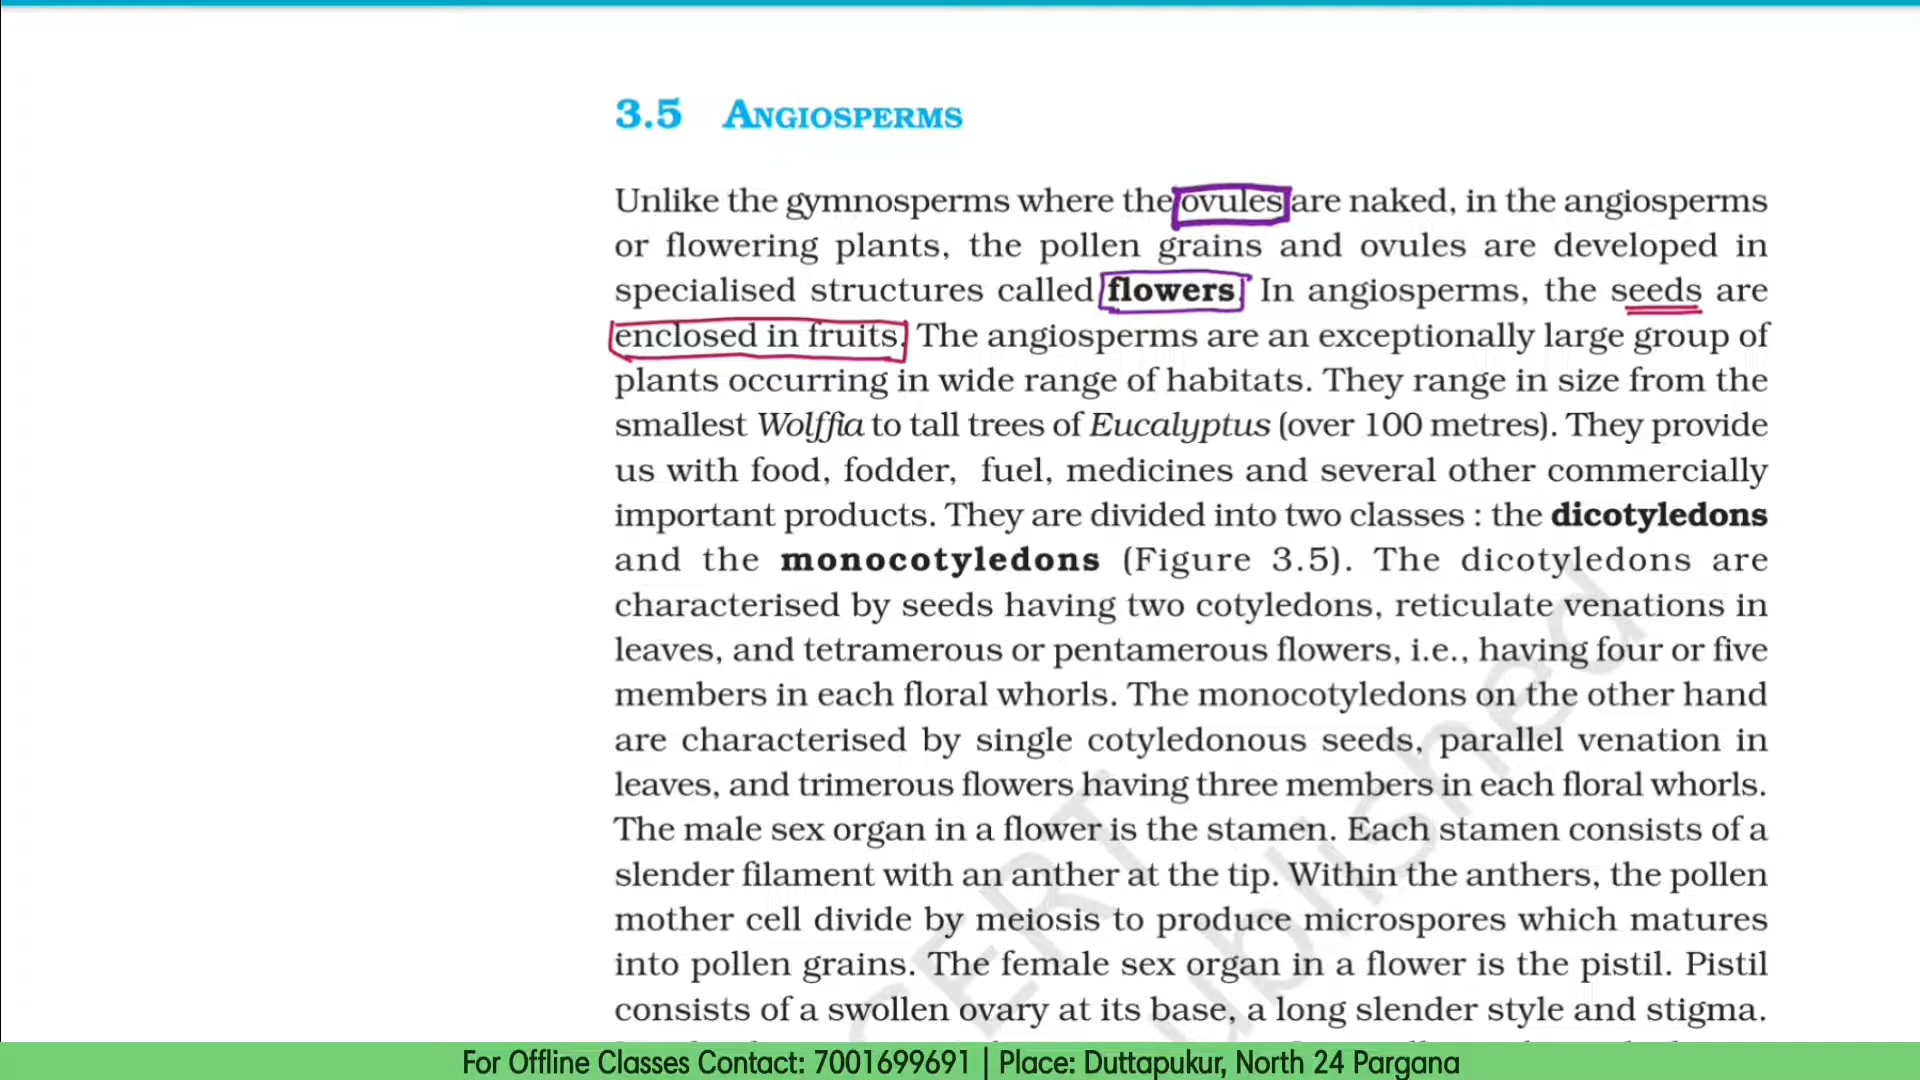 3.5 ANGIOSPERMS
Unlike the gymnosperms where the ovules are naked, in the angiosperms
or flowering plants, the pollen grains and ovules are developed in
specialised structures called flowers. In angiosperms, the seeds are
enclosed in fruits. The angiosperms are an exceptionally large group of
plants occurring in wide range of habitats. They range in size from the
smallest Wolffia to tall trees of Eucalyptus (over 100 metres). They provide
us with food, fodder, fuel, medicines and several other commercially
important products. They are divided into two classes : the dicotyledons
and the monocotyledons (Figure 3.5). The dicotyledons are
characterised by seeds having two cotyledons, reticulate venations in
leaves, and tetramerous or pentamerous flowers, i.e., having four or five
members in each floral whorls. The monocotyledons on the other hand
are characterised by single cotyledonous seeds, parallel venation in
leaves, and trimerous flowers having three members in each floral whorls.
The male sex organ in a flower is the stamen. Each stamen consists of a
slender filament with an anther at the tip. Within the anthers, the pollen
mother cell divide by meiosis to produce microspores which matures
into pollen grains. The female sex organ in a flower is the pistil. Pistil
consists of a swollen ovary at its base, a long slender style and stigma.
For Offline Classes Contact: 7001699691 | Place: Duttapukur, North 24 Pargana